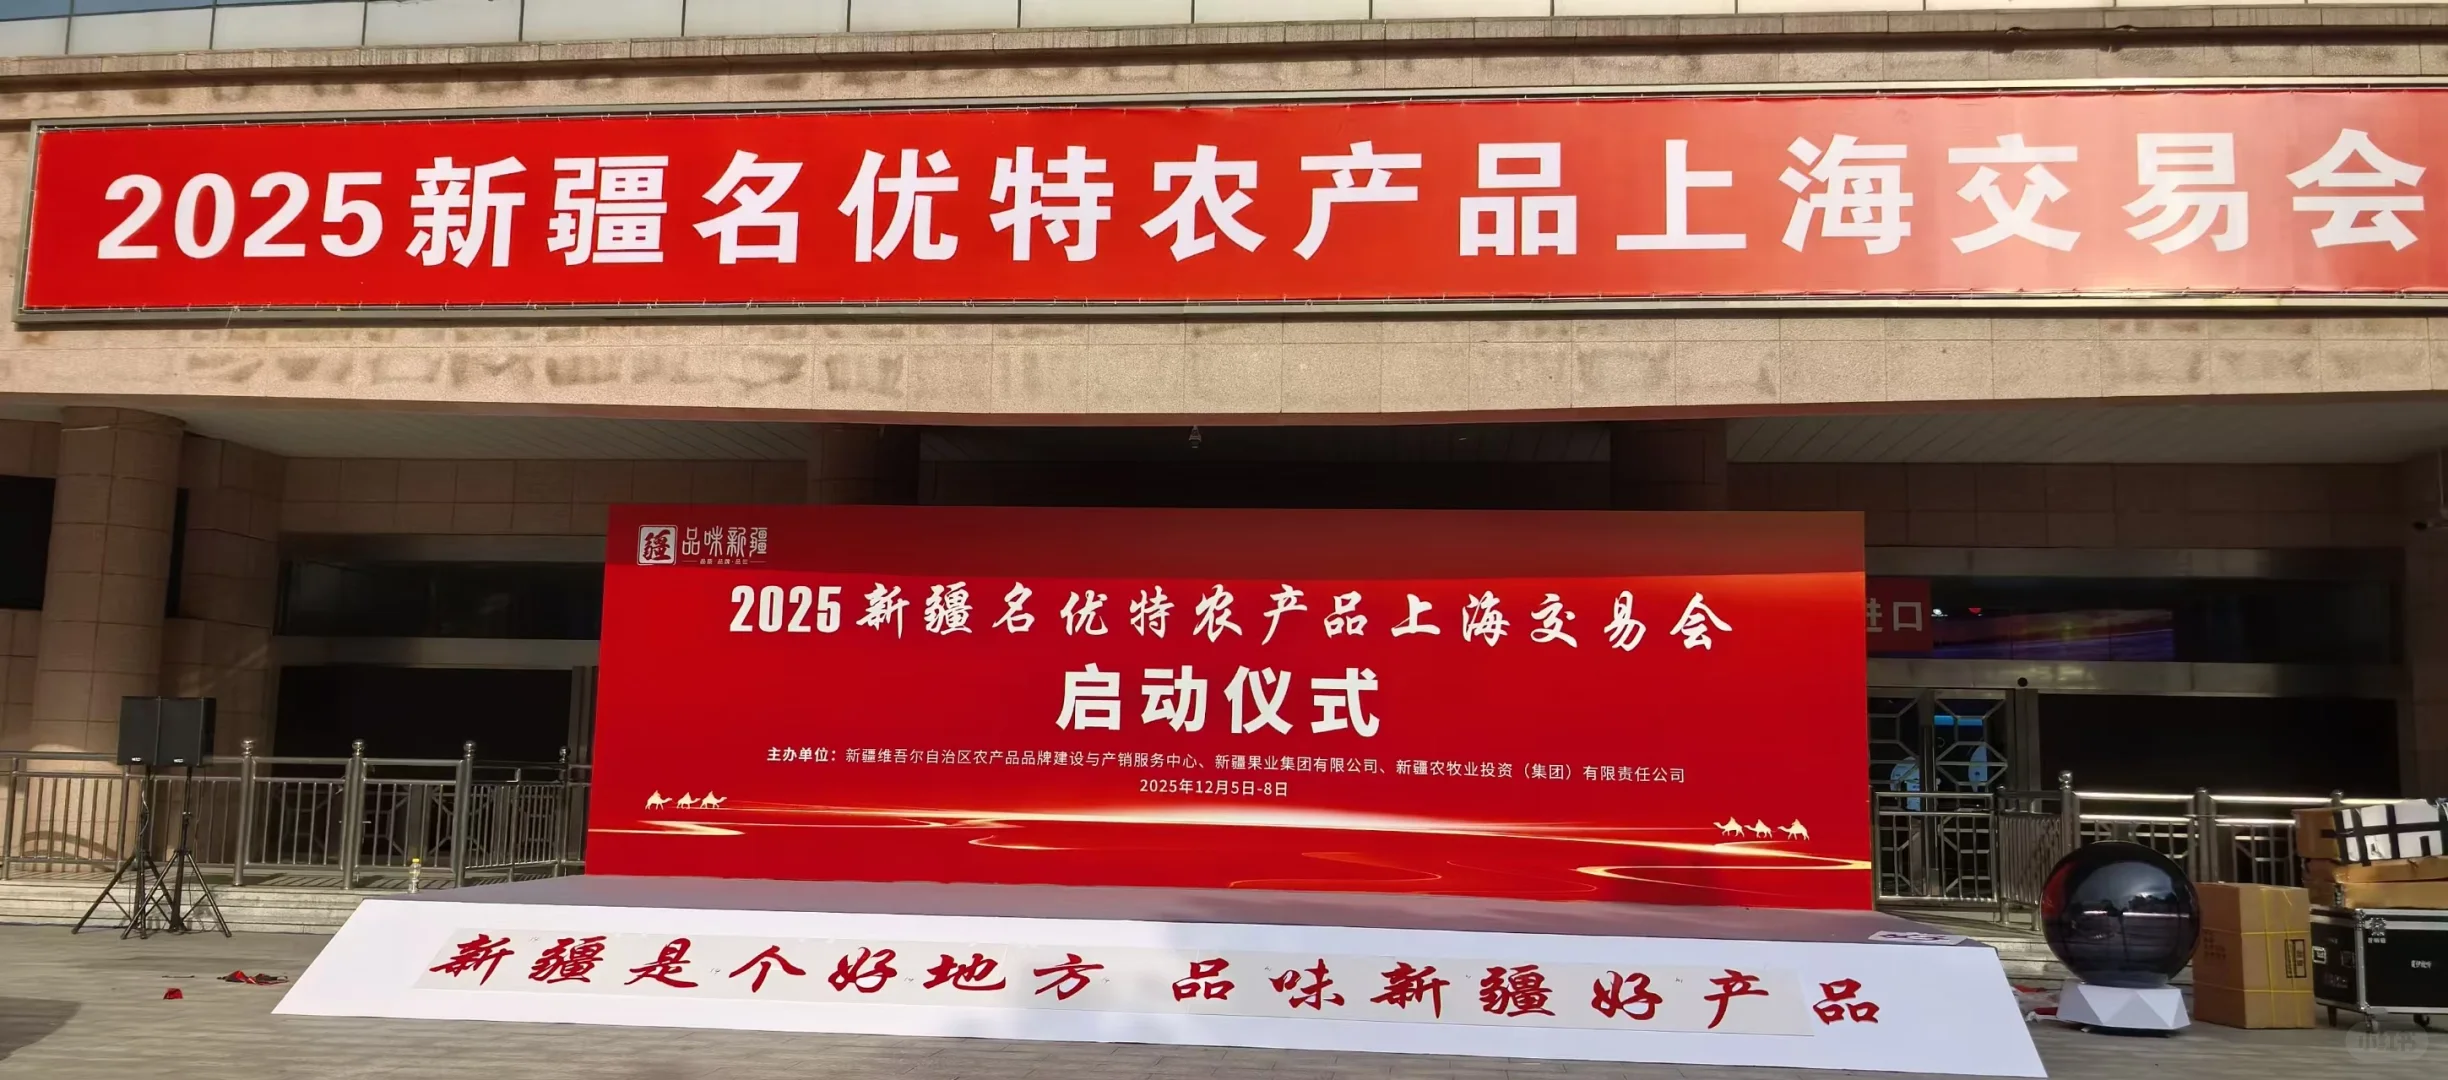 2025新疆名优特农产品上海交易会
疆 品味新疆
2025新疆名优特农产品上海交易会
启动仪式
主办单位：新疆维吾尔自治区农产品品牌建设与产销服务中心、新疆果业集团有限公司、新疆农牧业投资（集团）有限责任公司
2025年12月5日-8日
进口
新疆是个好地方 品味新疆好产品
小红书